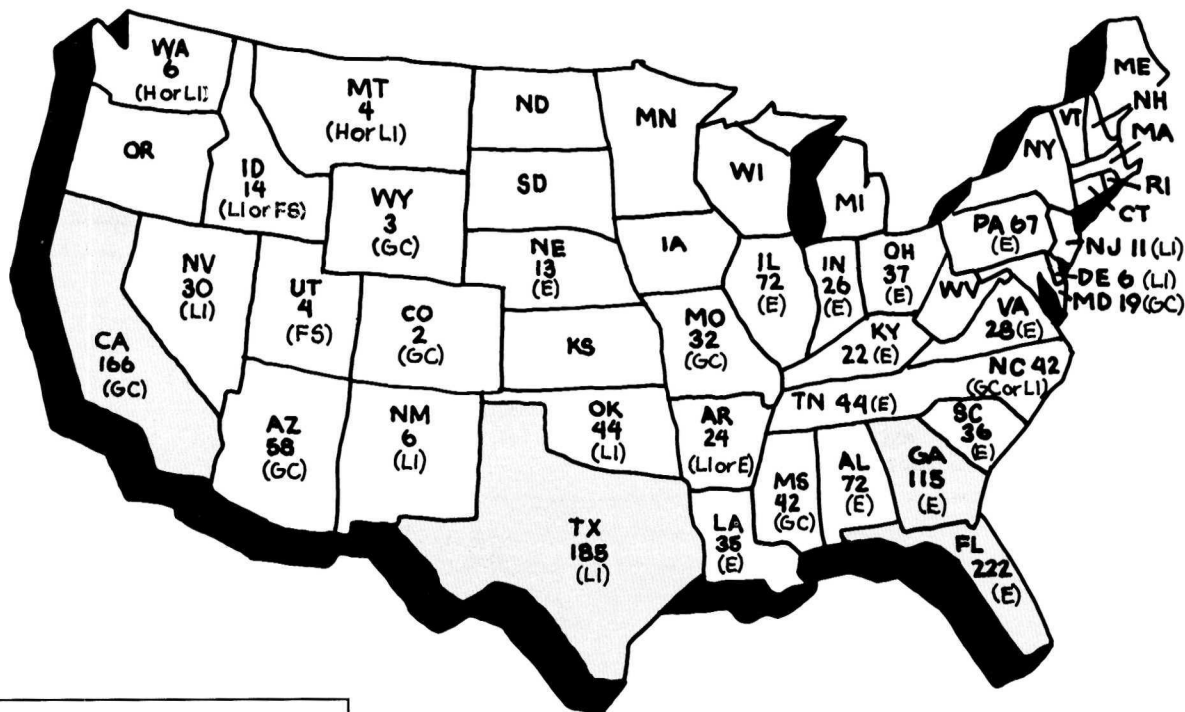 WA
6
(H or LI)
OR
ID
14
(LI or FS)
MT
4
(H or LI)
ND
SD
MN
WI
MI
ME
NH
VT
MA
NY
RI
CT
WY
3
(GC)
NE
13
(E)
IA
IL
72
(E)
IN
26
(E)
OH
37
(E)
PA 67
(E)
NJ 11 (LI)
DE 6 (LI)
MD 19 (GC)
WV
VA
28 (E)
NV
30
(LI)
UT
4
(FS)
CO
2
(GC)
KS
MO
32
(GC)
KY
22 (E)
NC 42
(GC or LI)
CA
166
(GC)
AZ
58
(GC)
NM
6
(LI)
OK
44
(LI)
AR
24
(LI or E)
TN 44 (E)
SC
36
(E)
TX
185
(LI)
LA
35
(E)
MS
42
(GC)
AL
72
(E)
GA
115
(E)
FL
222
(E)